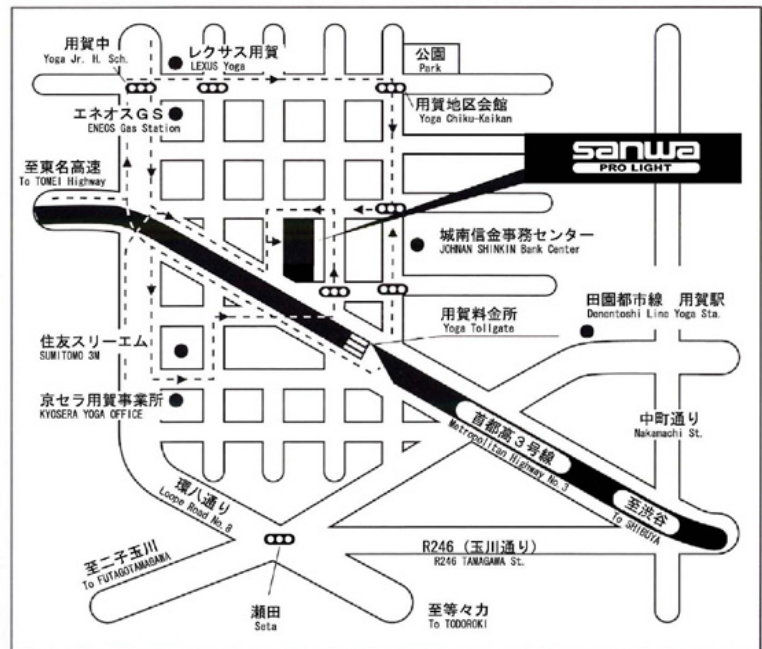 用賀中
Yoga Jr. H. Sch.
レクサス用賀
LEXUS Yoga
公園
Park
エネオスGS
ENEOS Gas Station
用賀地区会館
Yoga Chiku-Kaikan
sanwa
PRO LIGHT
至東名高速
To TOMEI Highway
城南信金事務センター
JOHNAN SHINKIN Bank Center
用賀料金所
Yoga Tollgate
田園都市線 用賀駅
Denentoshi Line Yoga Sta.
住友スリーエム
SUMITOMO 3M
京セラ用賀事業所
KYOSERA YOGA OFFICE
首都高3号線
Metropolitan Highway No.3
中町通り
Nakamachi St.
環八通り
Loope Road No.8
至渋谷
To SHIBUYA
至二子玉川
To FUTAGOTAMAGAWA
R246 (玉川通り)
R246 TAMAGAWA St.
瀬田
Seta
至等々力
To TODOROKI